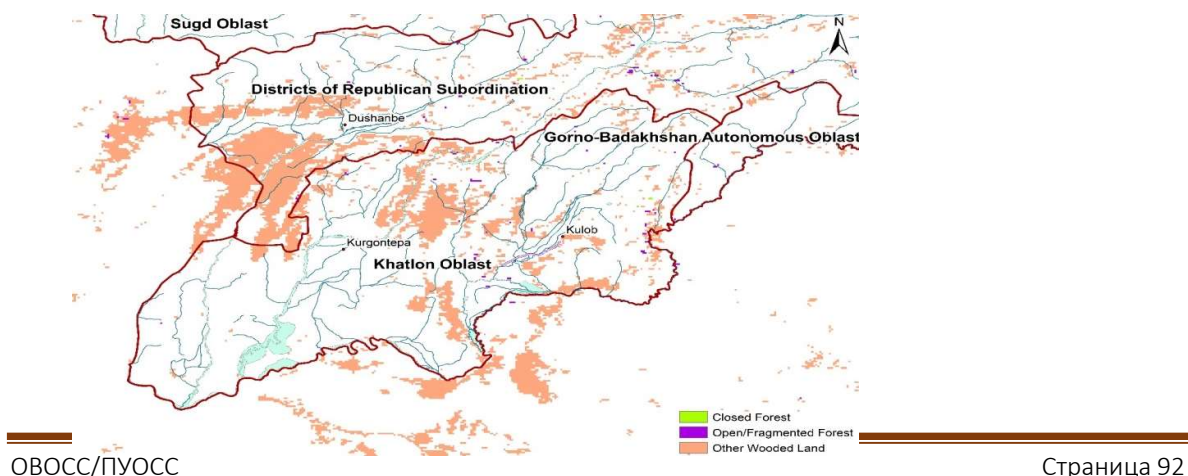 Sugd Oblast
N
Districts of Republican Subordination
Dushanbe
Gorno-Badakhshan Autonomous Oblast
Kulob
Kurgontepa
Khatlon Oblast
Closed Forest
Open/Fragmented Forest
Other Wooded Land
ОВОСС/ПУОСС
Страница 92